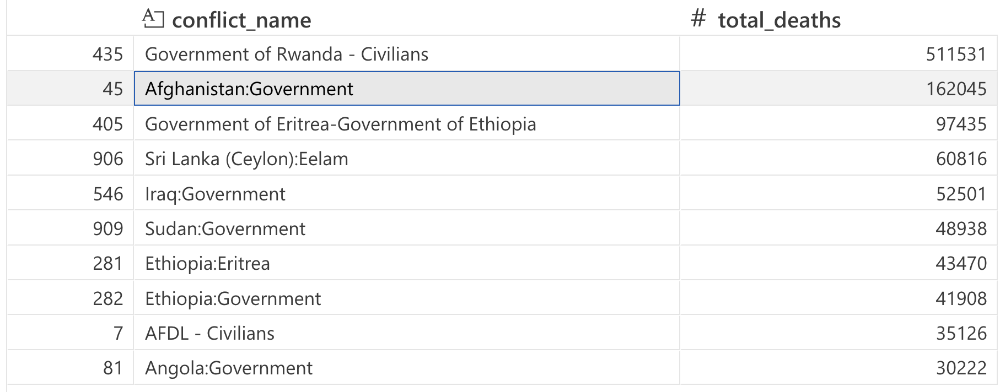 conflict_name # total_deaths
435 Government of Rwanda - Civilians 511531
45 Afghanistan:Government 162045
405 Government of Eritrea-Government of Ethiopia 97435
906 Sri Lanka (Ceylon):Eelam 60816
546 Iraq:Government 52501
909 Sudan:Government 48938
281 Ethiopia:Eritrea 43470
282 Ethiopia:Government 41908
7 AFDL - Civilians 35126
81 Angola:Government 30222